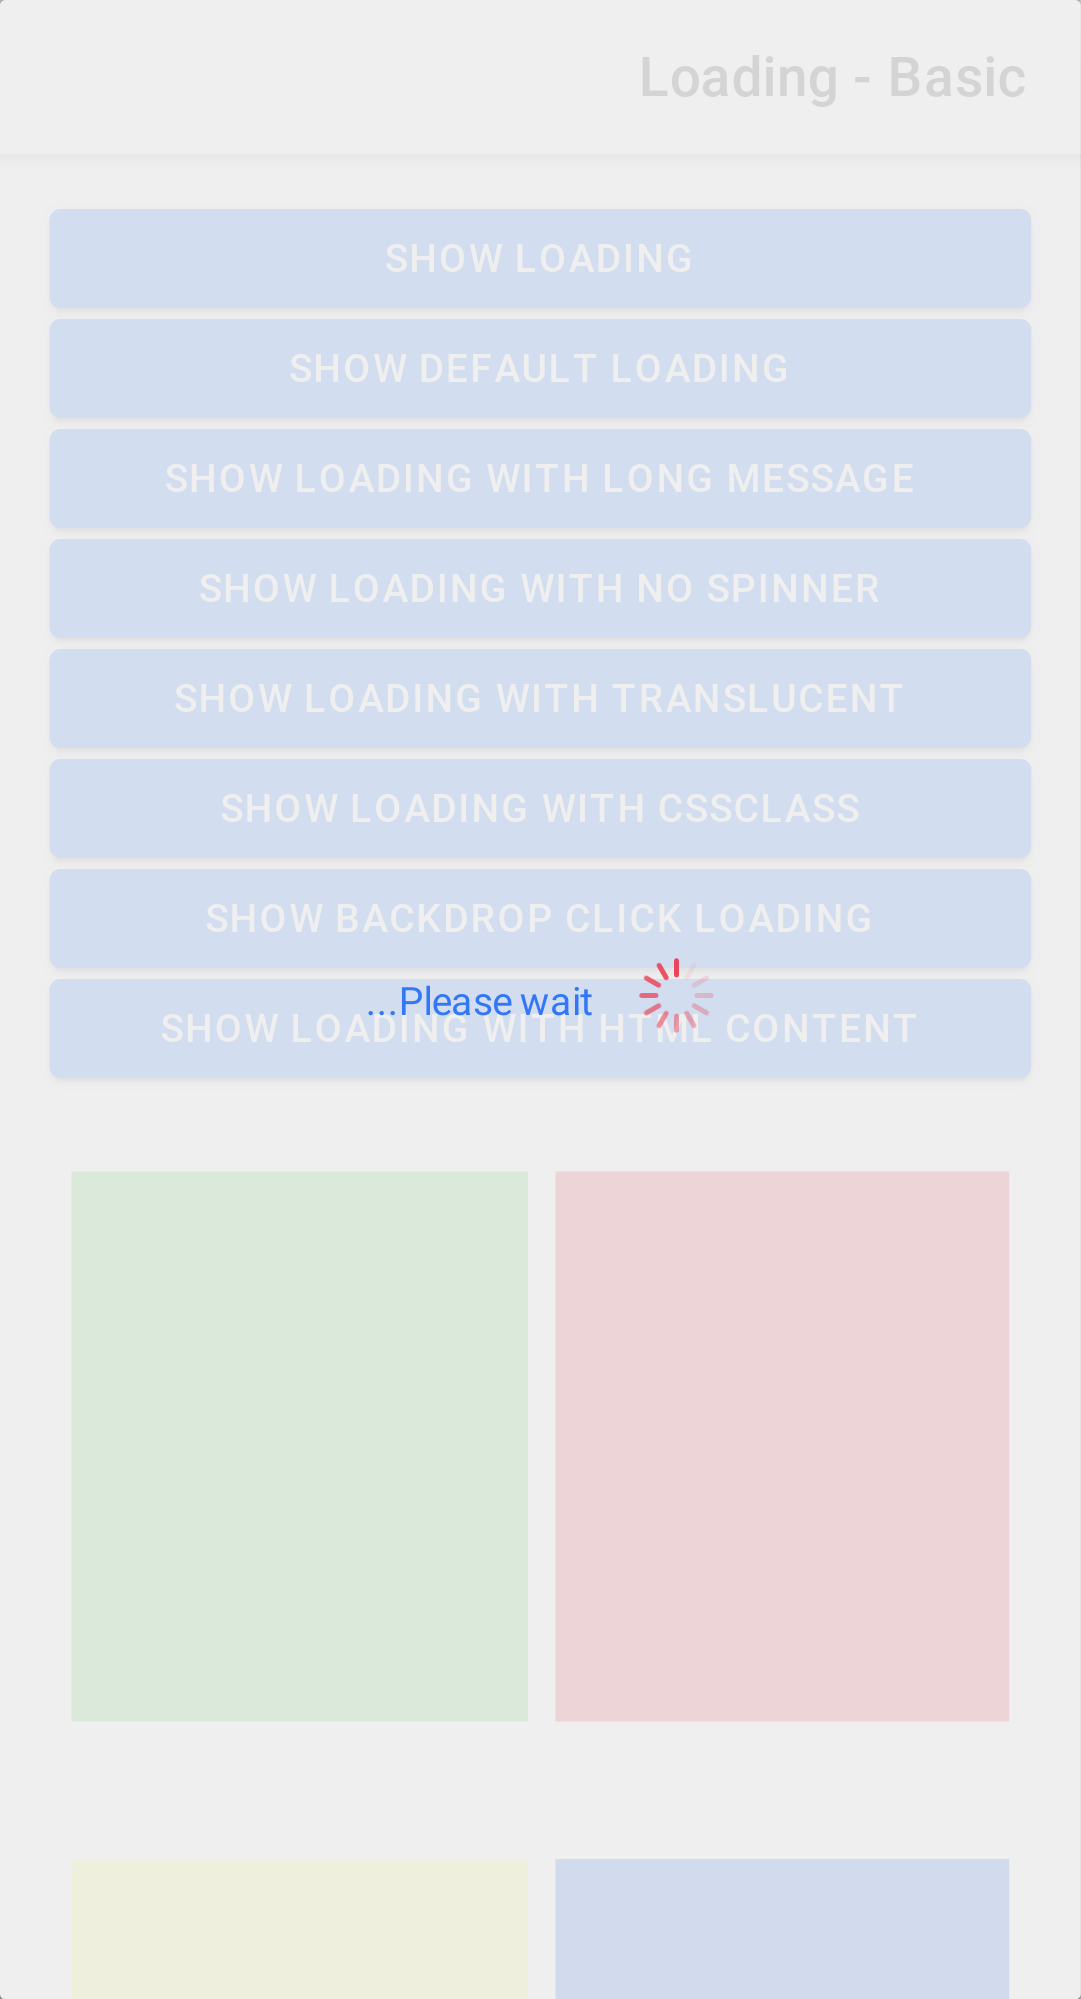 Loading - Basic
SHOW LOADING
SHOW DEFAULT LOADING
SHOW LOADING WITH LONG MESSAGE
SHOW LOADING WITH NO SPINNER
SHOW LOADING WITH TRANSLUCENT
SHOW LOADING WITH CSSCLASS
SHOW BACKDROP CLICK LOADING
...Please wait
SHOW LOADING WITH HTML CONTENT